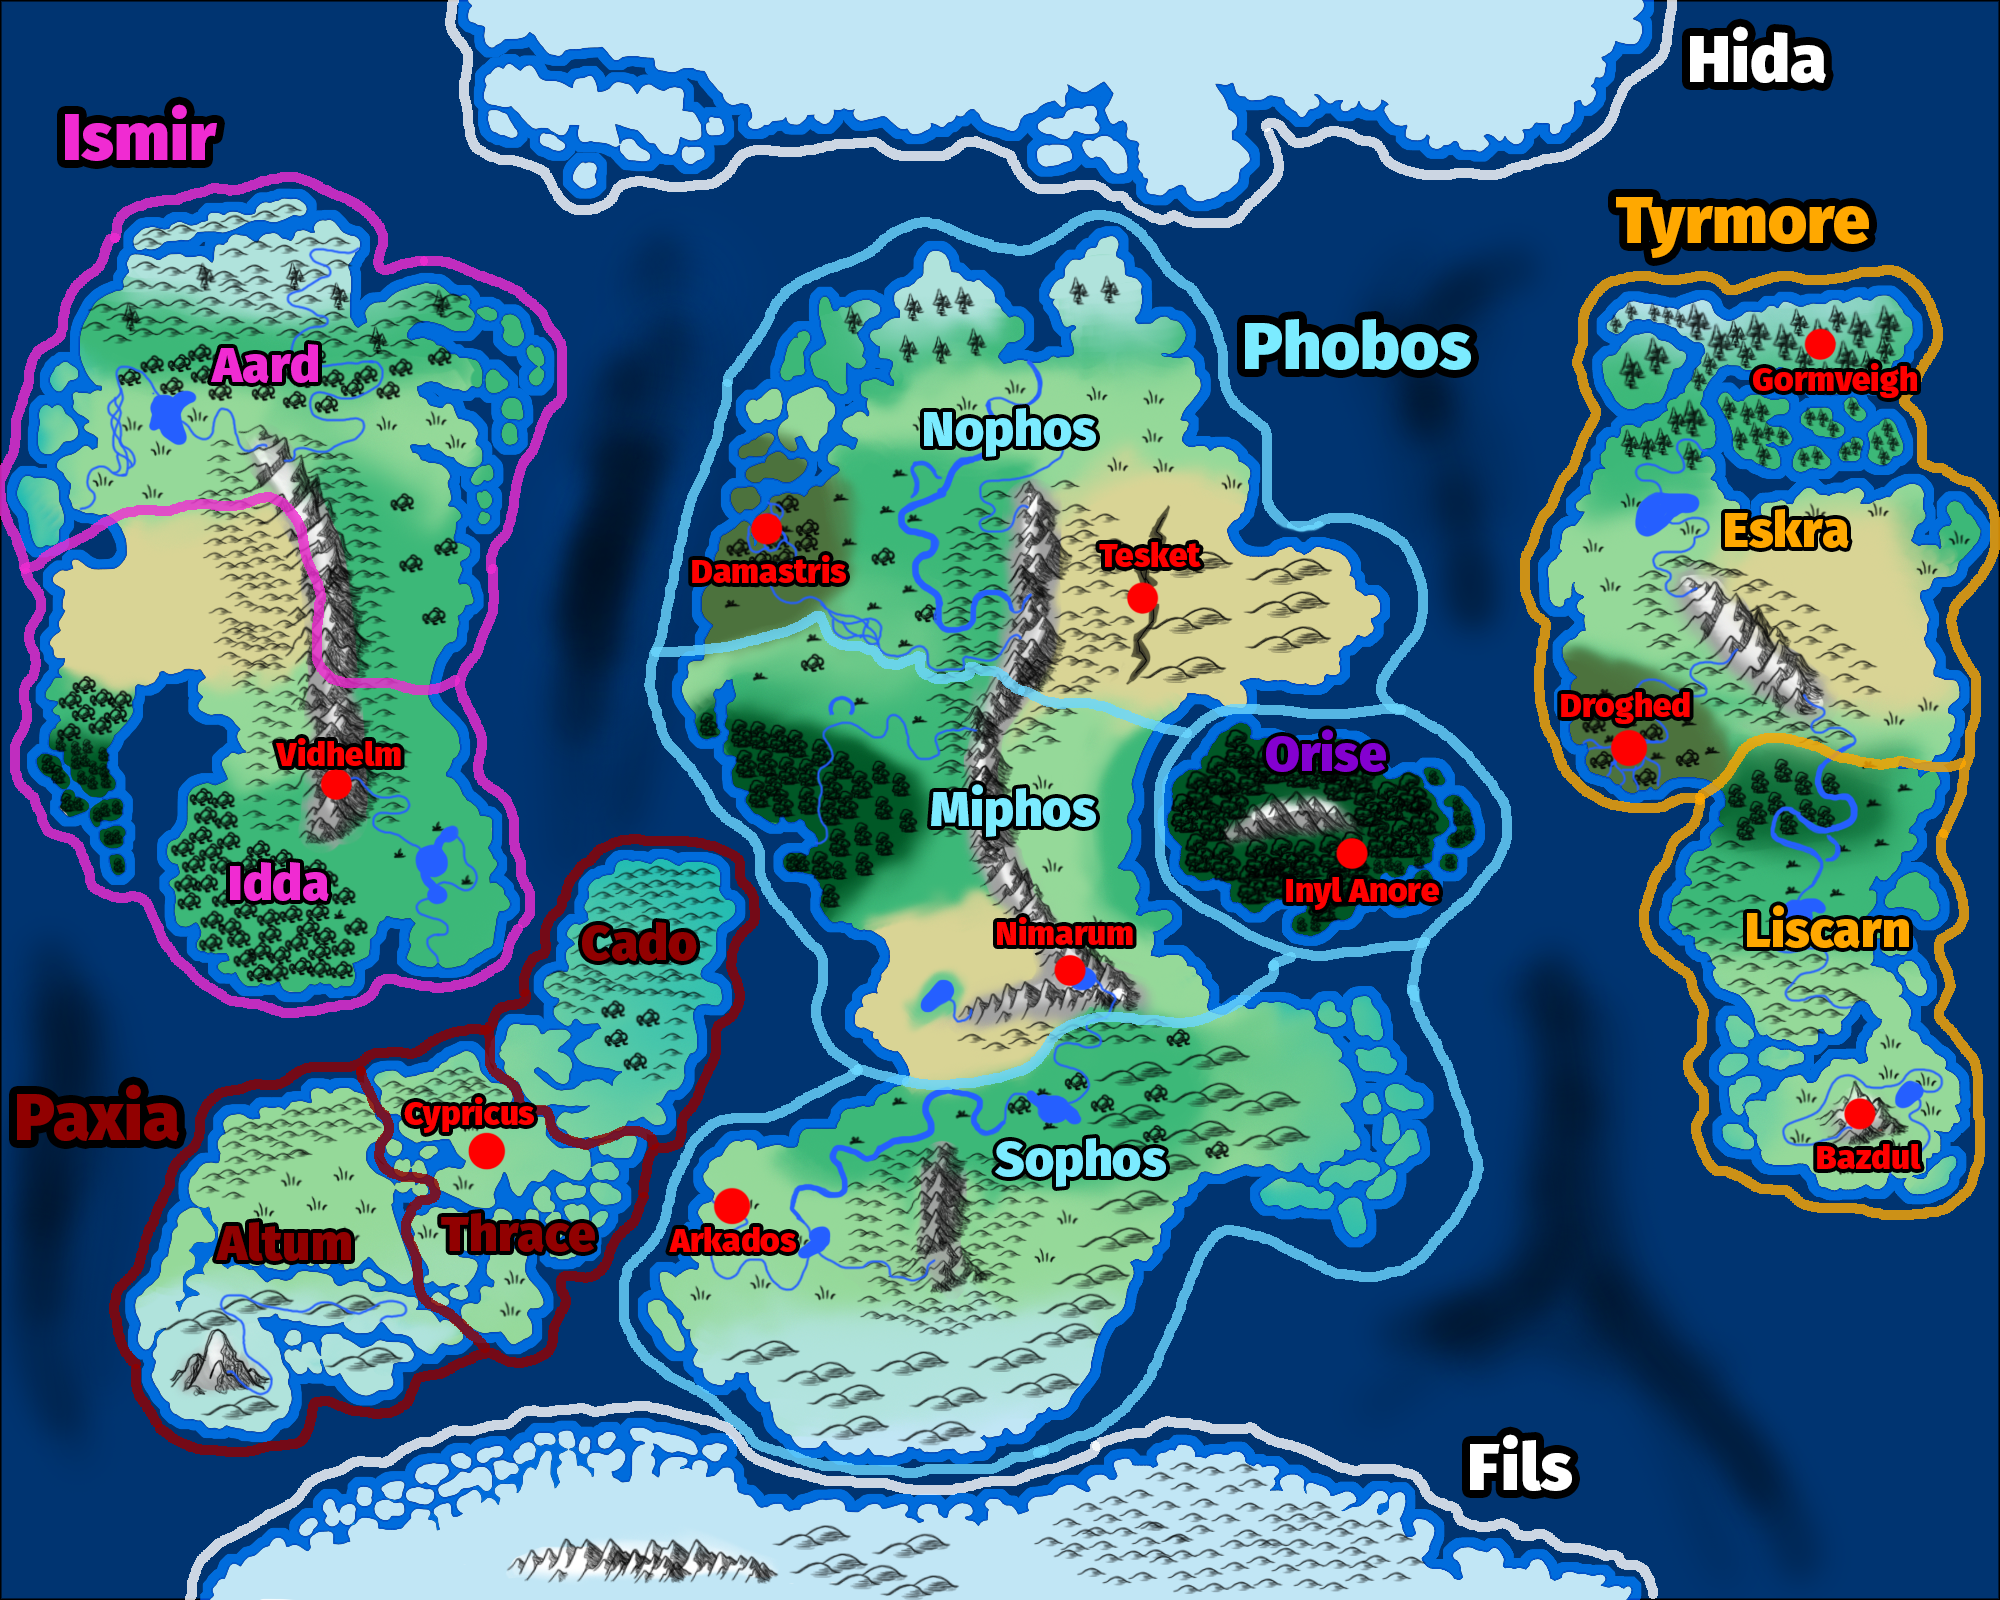 Hida
Ismir
Tyrmore
Phobos
Aard
Gormveigh
Nophos
Eskra
Tesket
Damastris
Droghed
Orise
Vidhelm
Miphos
Inyl Anore
Idda
Liscarn
Nimarum
Cado
Paxia
Cypricus
Sophos
Bazdul
Altum
Thrace
Arkados
Fils